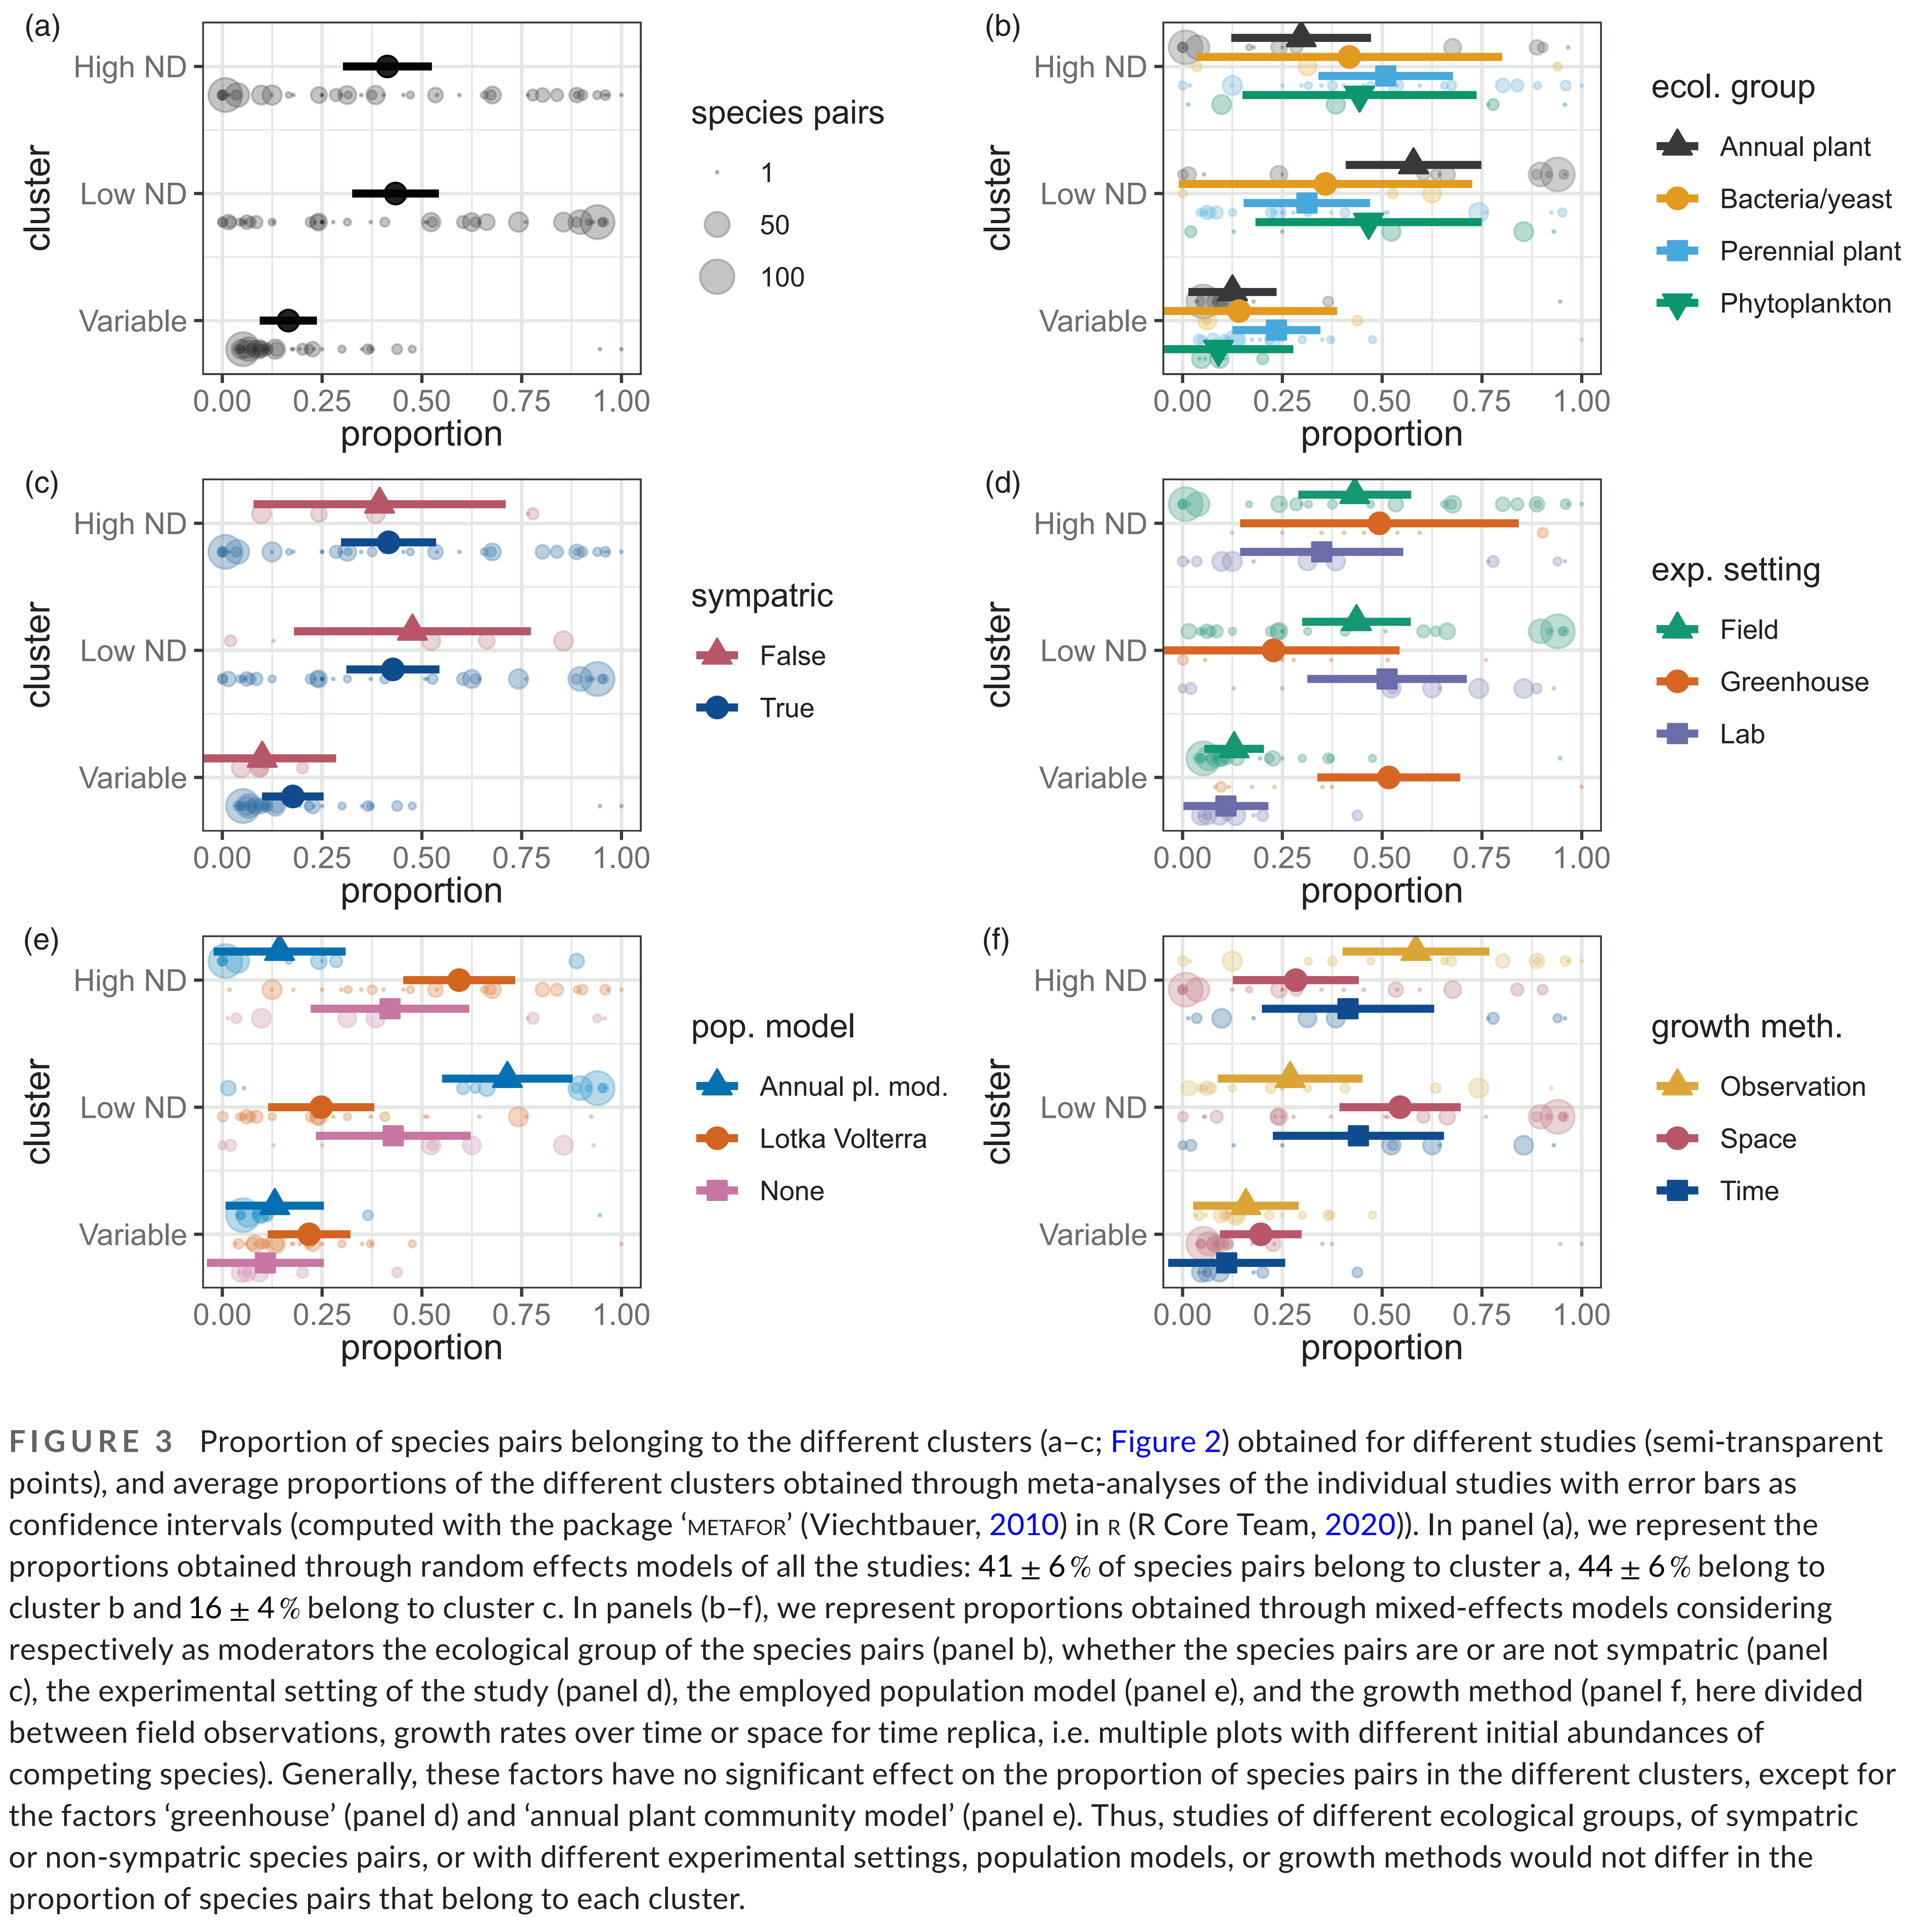 (a)
High ND
Low ND
Variable
cluster
0.00 0.25 0.50 0.75 1.00
proportion
species pairs
1
50
100
(b)
High ND
Low ND
Variable
cluster
0.00 0.25 0.50 0.75 1.00
proportion
ecol. group
Annual plant
Bacteria/yeast
Perennial plant
Phytoplankton
(c)
High ND
Low ND
Variable
cluster
0.00 0.25 0.50 0.75 1.00
proportion
sympatric
False
True
(d)
High ND
Low ND
Variable
cluster
0.00 0.25 0.50 0.75 1.00
proportion
exp. setting
Field
Greenhouse
Lab
(e)
High ND
Low ND
Variable
cluster
0.00 0.25 0.50 0.75 1.00
proportion
pop. model
Annual pl. mod.
Lotka Volterra
None
(f)
High ND
Low ND
Variable
cluster
0.00 0.25 0.50 0.75 1.00
proportion
growth meth.
Observation
Space
Time
FIGURE 3 Proportion of species pairs belonging to the different clusters (a–c; Figure 2) obtained for different studies (semi-transparent
points), and average proportions of the different clusters obtained through meta-analyses of the individual studies with error bars as
confidence intervals (computed with the package ‘METAFOR’ (Viechtbauer, 2010) in R (R Core Team, 2020)). In panel (a), we represent the
proportions obtained through random effects models of all the studies: 41 ± 6% of species pairs belong to cluster a, 44 ± 6% belong to
cluster b and 16 ± 4% belong to cluster c. In panels (b–f), we represent proportions obtained through mixed-effects models considering
respectively as moderators the ecological group of the species pairs (panel b), whether the species pairs are or are not sympatric (panel
c), the experimental setting of the study (panel d), the employed population model (panel e), and the growth method (panel f, here divided
between field observations, growth rates over time or space for time replica, i.e. multiple plots with different initial abundances of
competing species). Generally, these factors have no significant effect on the proportion of species pairs in the different clusters, except for
the factors ‘greenhouse’ (panel d) and ‘annual plant community model’ (panel e). Thus, studies of different ecological groups, of sympatric
or non-sympatric species pairs, or with different experimental settings, population models, or growth methods would not differ in the
proportion of species pairs that belong to each cluster.